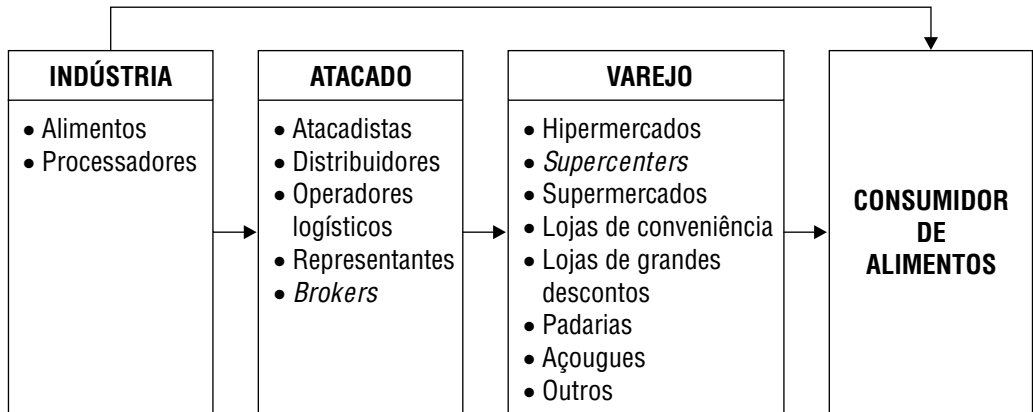 INDÚSTRIA
• Alimentos
• Processadores
ATACADO
• Atacadistas
• Distribuidores
• Operadores
logísticos
• Representantes
• Brokers
VAREJO
• Hipermercados
• Supercenters
• Supermercados
• Lojas de conveniência
• Lojas de grandes
descontos
• Padarias
• Açougues
• Outros
CONSUMIDOR
DE
ALIMENTOS